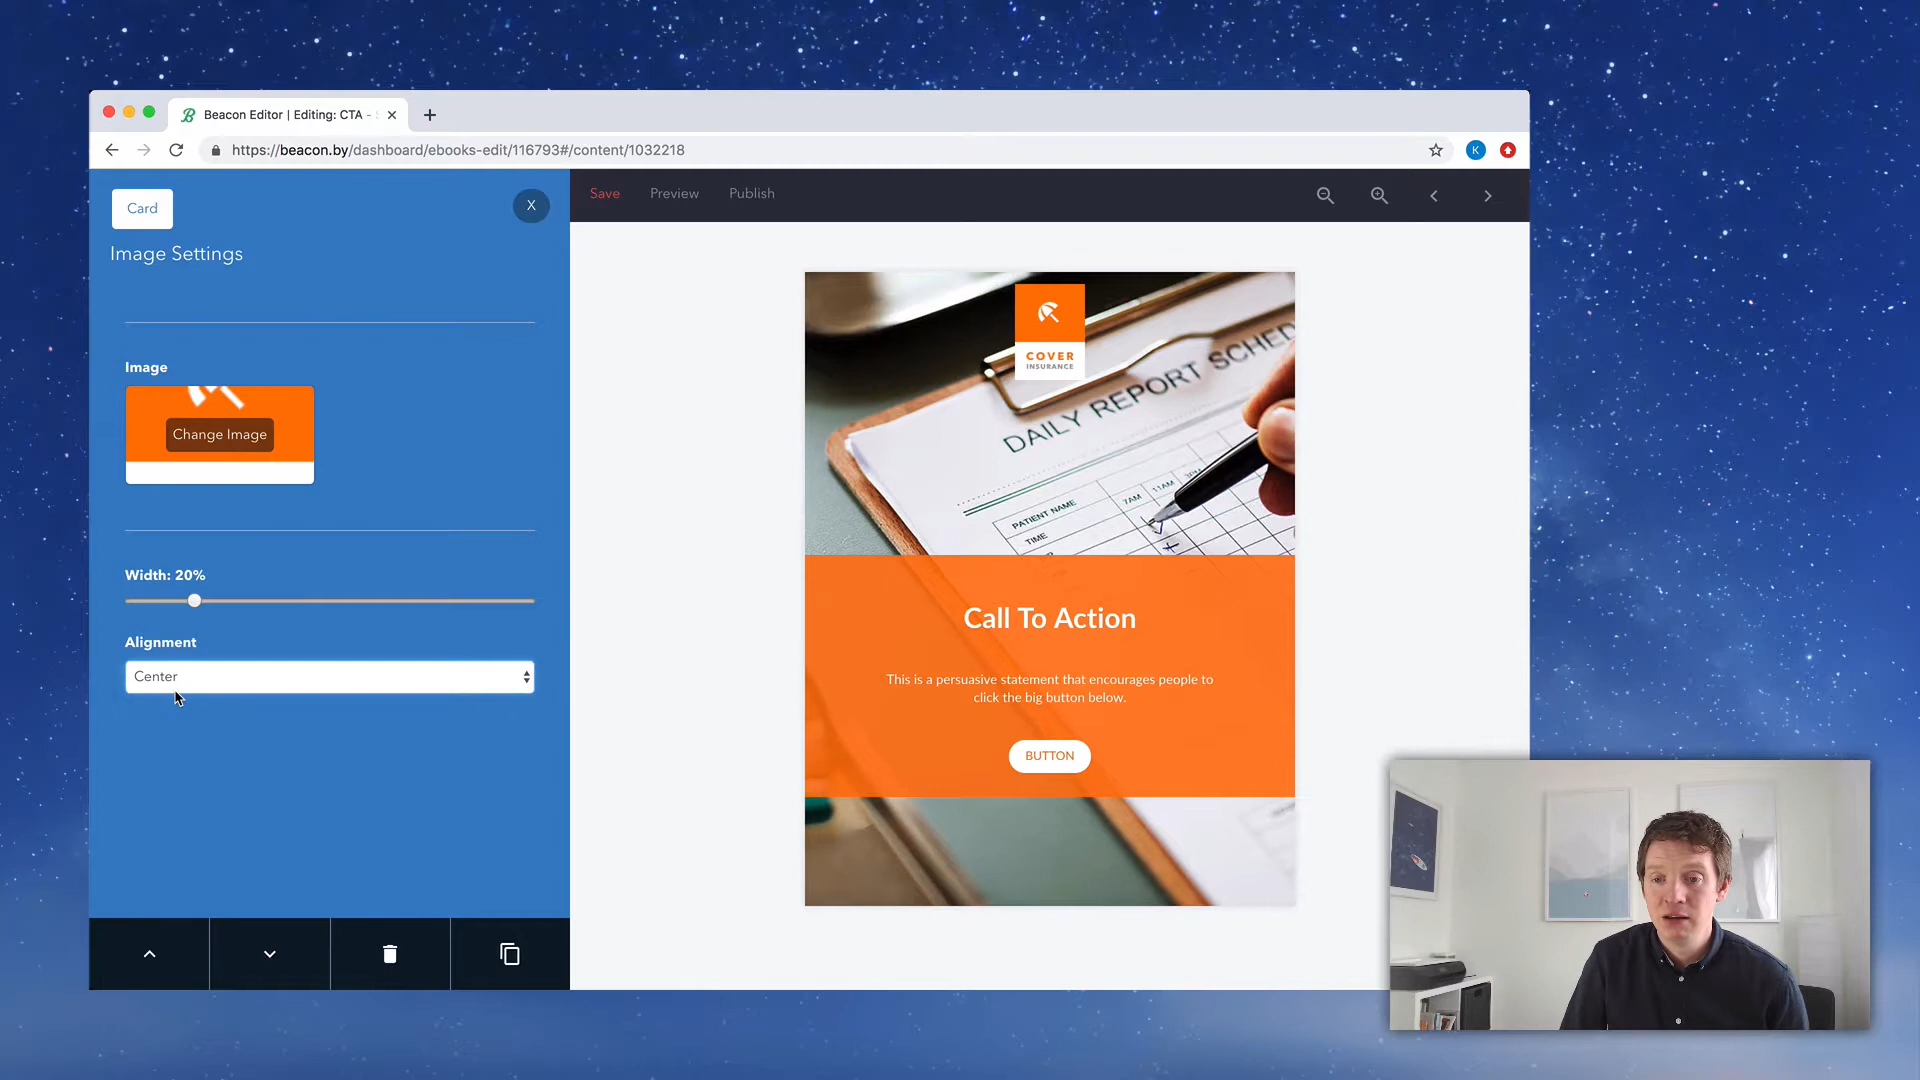 Beacon Editor | Editing: CTA -
https://beacon.by/dashboard/ebooks-edit/116793#/content/1032218
K
Card
X
Save
Preview
Publish
Image Settings
Image
Change Image
Width: 20%
Alignment
Center
COVER
INSURANCE
DAILY REPORT SCHED
PATIENT NAME
TIME
7AM
11AM
3PM
Call To Action
This is a persuasive statement that encourages people to
click the big button below.
BUTTON